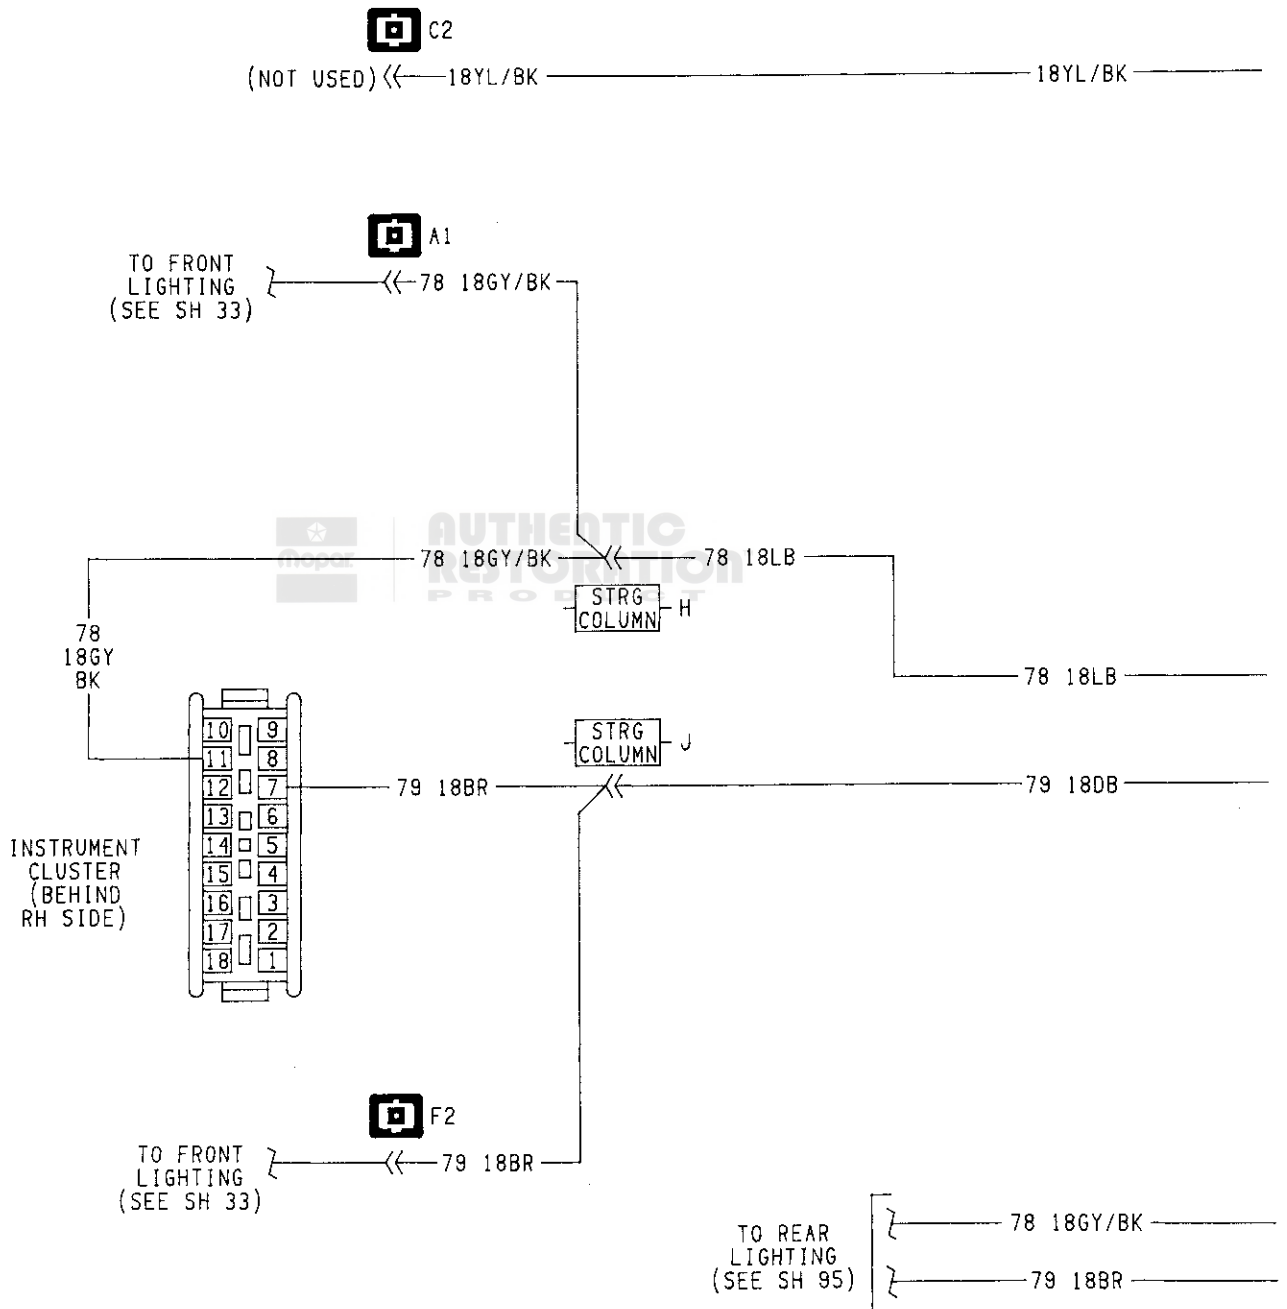 C2
(NOT USED) 18YL/BK 18YL/BK
A1
TO FRONT
LIGHTING
(SEE SH 33)
78 18GY/BK
Mopar
AUTHENTIC
RESTORATION
PRODUCT
78 18GY/BK 78 18LB
STRG
COLUMN
H
78
18GY
BK
78 18LB
STRG
COLUMN
J
10 9
11 8
12 7
13 6
14 5
15 4
16 3
17 2
18 1
79 18BR 79 18DB
INSTRUMENT
CLUSTER
(BEHIND
RH SIDE)
F2
TO FRONT
LIGHTING
(SEE SH 33)
79 18BR
TO REAR
LIGHTING
(SEE SH 95)
78 18GY/BK
79 18BR